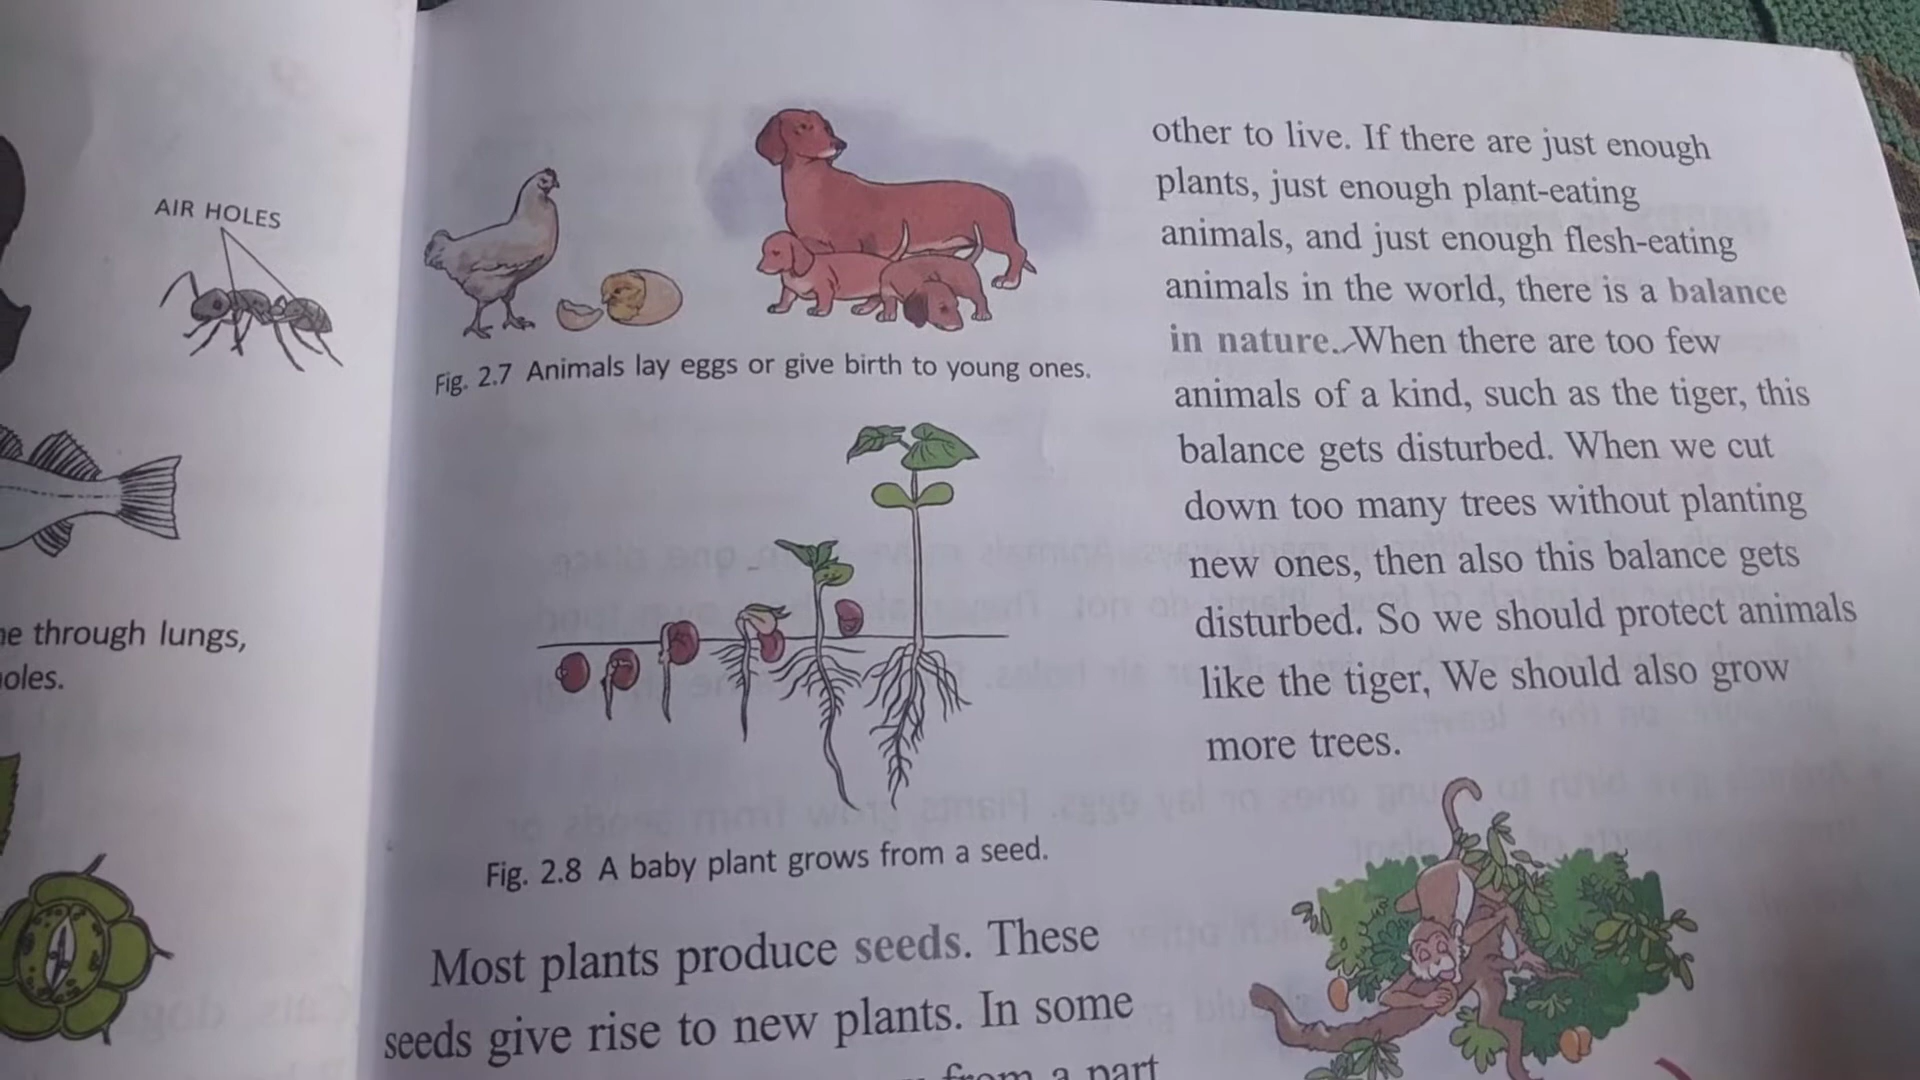 AIR HOLES
through lungs,
Fig. 2.7 Animals lay eggs or give birth to young ones.
Fig. 2.8 A baby plant grows from a seed.
Most plants produce seeds. These
seeds give rise to new plants. In some
from a part
other to live. If there are just enough
plants, just enough plant-eating
animals, and just enough flesh-eating
animals in the world, there is a balance
in nature. When there are too few
animals of a kind, such as the tiger, this
balance gets disturbed. When we cut
down too many trees without planting
new ones, then also this balance gets
disturbed. So we should protect animals
like the tiger, We should also grow
more trees.